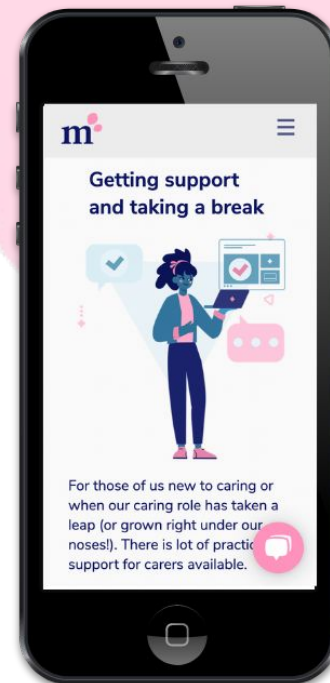 m
Getting support
and taking a break
For those of us new to caring or
when our caring role has taken a
leap (or grown right under our
noses!). There is lot of
support for carers available.